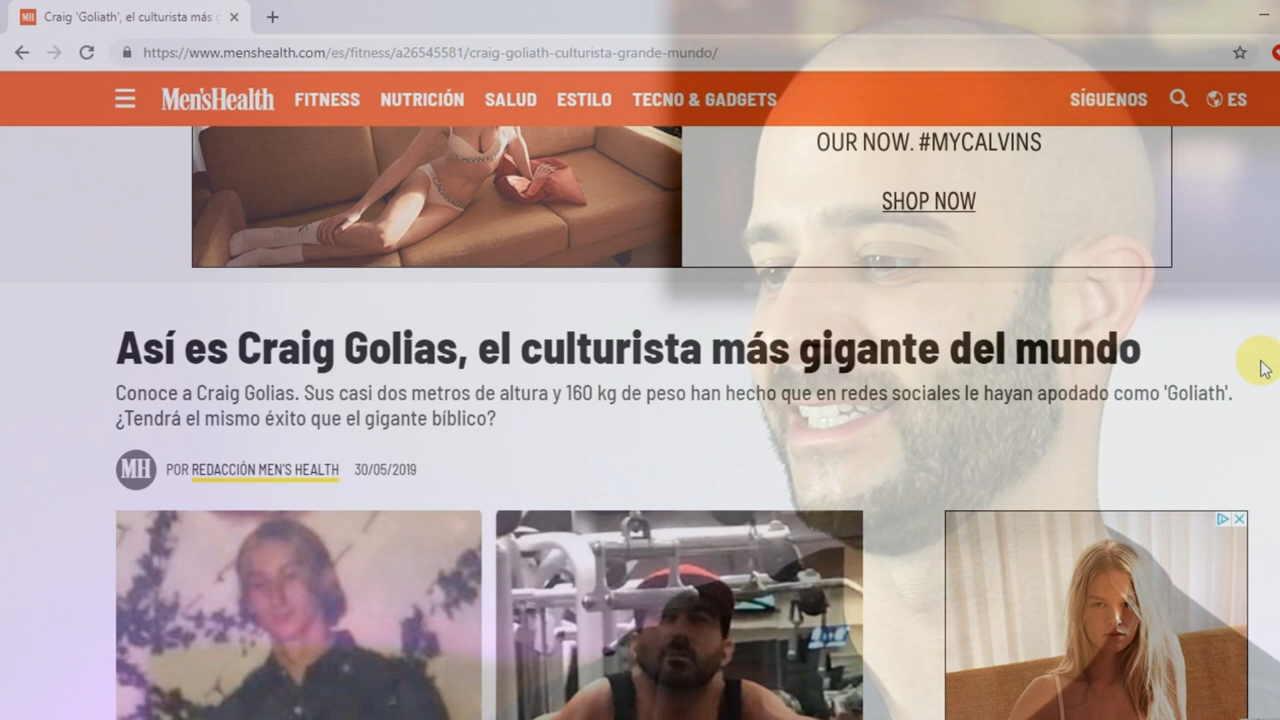 MH Craig 'Goliath', el culturista más
https://www.menshealth.com/es/fitness/a26545581/craig-goliath-culturista-grande-mundo/
Men'sHealth FITNESS NUTRICIÓN SALUD ESTILO TECNO & GADGETS SÍGUENOS ES
OUR NOW. #MYCALVINS
SHOP NOW
Así es Craig Golias, el culturista más gigante del mundo
Conoce a Craig Golias. Sus casi dos metros de altura y 160 kg de peso han hecho que en redes sociales le hayan apodado como 'Goliath'.
¿Tendrá el mismo éxito que el gigante bíblico?
MH POR REDACCIÓN MEN'S HEALTH 30/05/2019